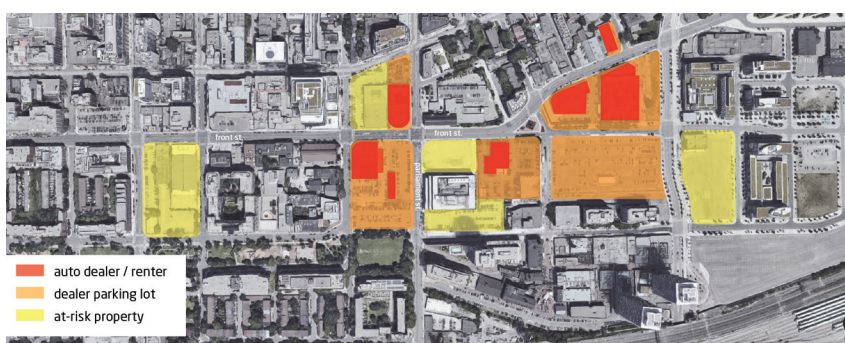 front st.
front st.
parliament st.
auto dealer / renter
dealer parking lot
at-risk property